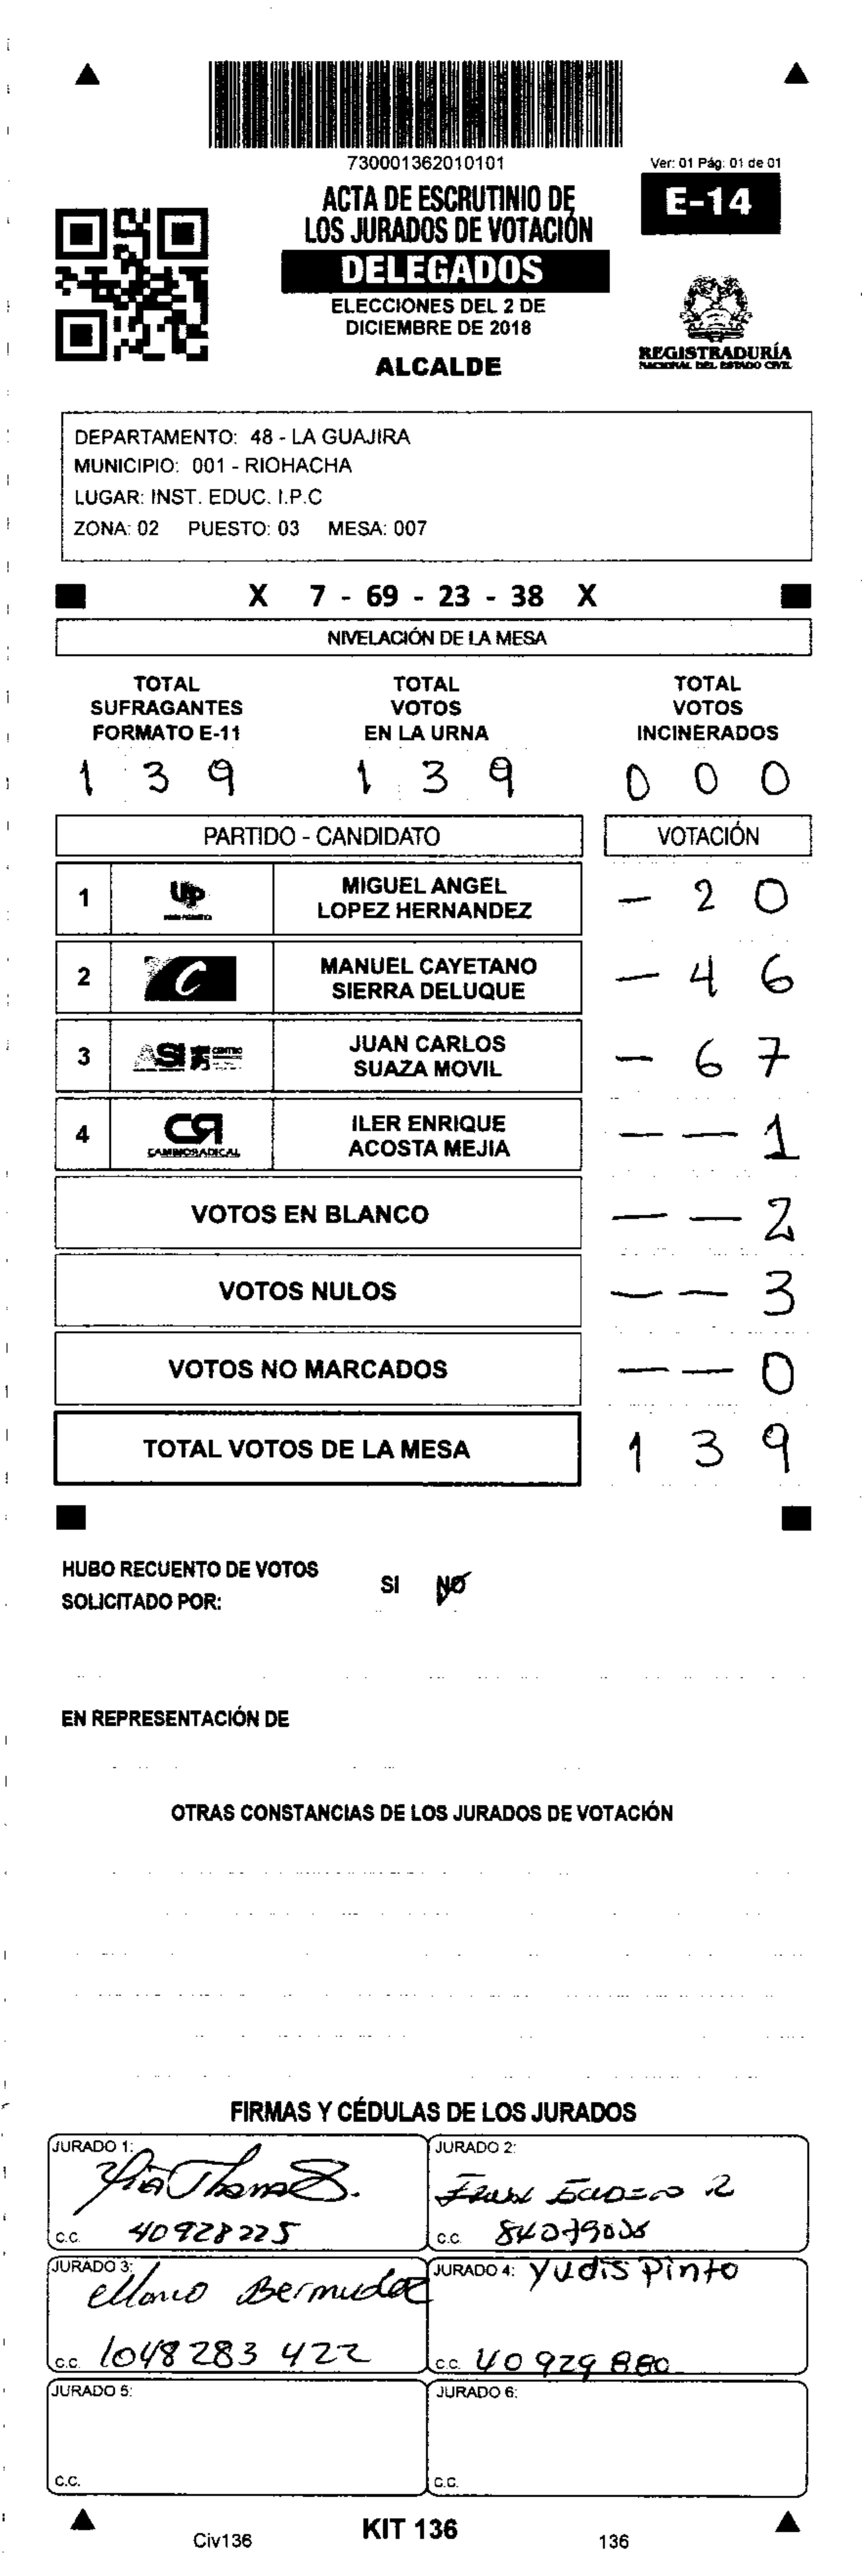 730001362010101
Ver: 01 Pág: 01 de 01
ACTA DE ESCRUTINIO DE
LOS JURADOS DE VOTACIÓN
E-14
DELEGADOS
ELECCIONES DEL 2 DE
DICIEMBRE DE 2018
ALCALDE
REGISTRADURÍA
NACIONAL DEL ESTADO CIVIL
DEPARTAMENTO: 48 - LA GUAJIRA
MUNICIPIO: 001 - RIOHACHA
LUGAR: INST. EDUC. I.P.C
ZONA: 02 PUESTO: 03 MESA: 007
X 7 - 69 - 23 - 38 X
NIVELACIÓN DE LA MESA
TOTAL SUFRAGANTES FORMATO E-11
TOTAL VOTOS EN LA URNA
TOTAL VOTOS INCINERADOS
1 3 9 1 3 9 0 0 0
PARTIDO - CANDIDATO VOTACIÓN
1 Up MIGUEL ANGEL LOPEZ HERNANDEZ - 2 0
2 C MANUEL CAYETANO SIERRA DELUQUE - 4 6
3 ASI CENTRO JUAN CARLOS SUAZA MOVIL - 6 7
4 CR CAMBIO RADICAL ILER ENRIQUE ACOSTA MEJIA - - 1
VOTOS EN BLANCO - - 2
VOTOS NULOS - - 3
VOTOS NO MARCADOS - - 0
TOTAL VOTOS DE LA MESA 1 3 9
HUBO RECUENTO DE VOTOS SI NO
SOLICITADO POR:
EN REPRESENTACIÓN DE
OTRAS CONSTANCIAS DE LOS JURADOS DE VOTACIÓN
FIRMAS Y CÉDULAS DE LOS JURADOS
JURADO 1:
c.c. 40928225
JURADO 2:
c.c.
JURADO 3: Bermudez
c.c. 1048283422
JURADO 4: Yudis Pinto
c.c. 40929880
JURADO 5:
C.C.
JURADO 6:
C.C.
Civ136
KIT 136
136